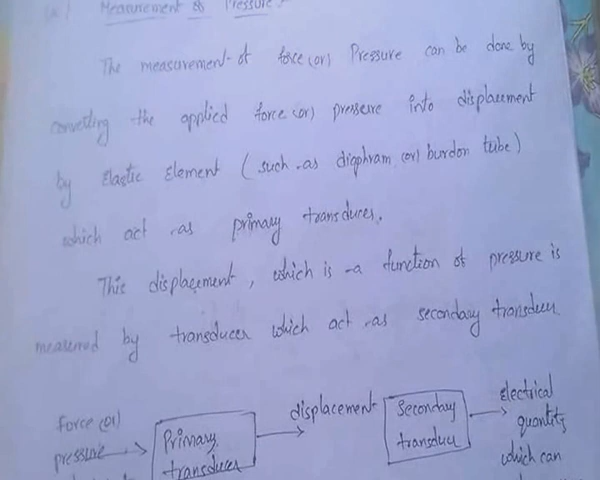 (a) Measurement of Pressure :
The measurement of force (or) Pressure can be done by
convetting the applied force (or) pressure into displacment
by Elastic Element (such as diaphram (or) burdon tube)
which act as primary transducer.
This displacement, which is a function of pressure is
measured by transducer which act as secondary transducer
Force (or) pressure
Primary transducer
displacement
Secondary transducer
Electrical
quantity
which can